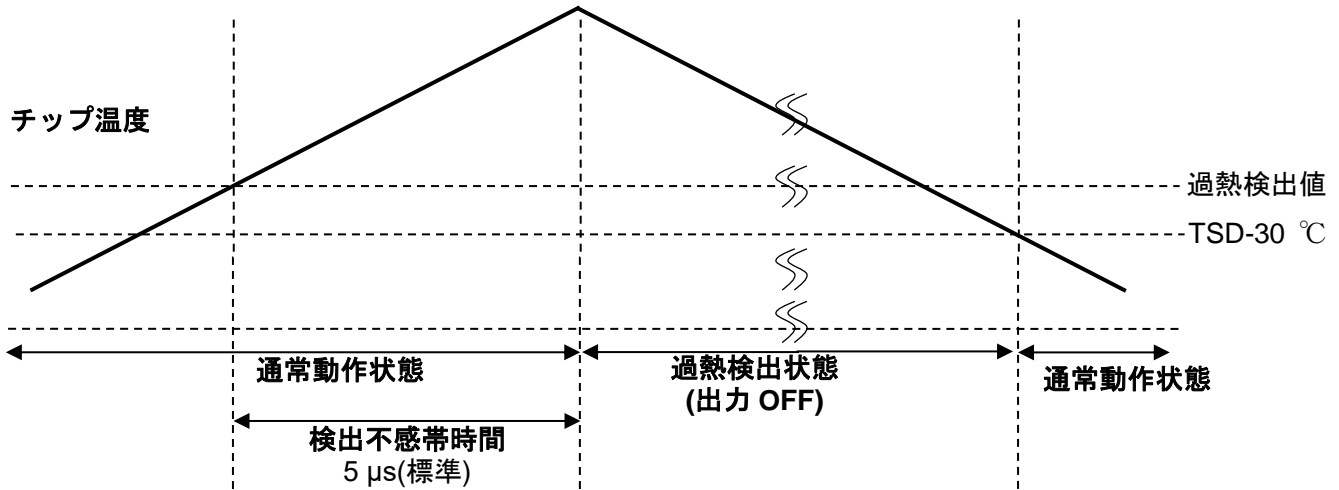 チップ温度
過熱検出値
TSD-30 ℃
通常動作状態
過熱検出状態
(出力 OFF)
通常動作状態
検出不感帯時間
5 μs(標準)